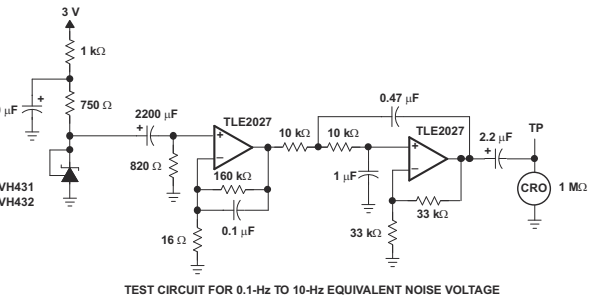 3 V
1 kΩ
μF
+
750 Ω
VH431
VH432
2200 μF
+
820 Ω
TLE2027
+
−
160 kΩ
0.1 μF
16 Ω
10 kΩ
10 kΩ
0.47 μF
1 μF
TLE2027
+
−
33 kΩ
33 kΩ
2.2 μF
+
TP
CRO
1 MΩ
TEST CIRCUIT FOR 0.1-Hz TO 10-Hz EQUIVALENT NOISE VOLTAGE